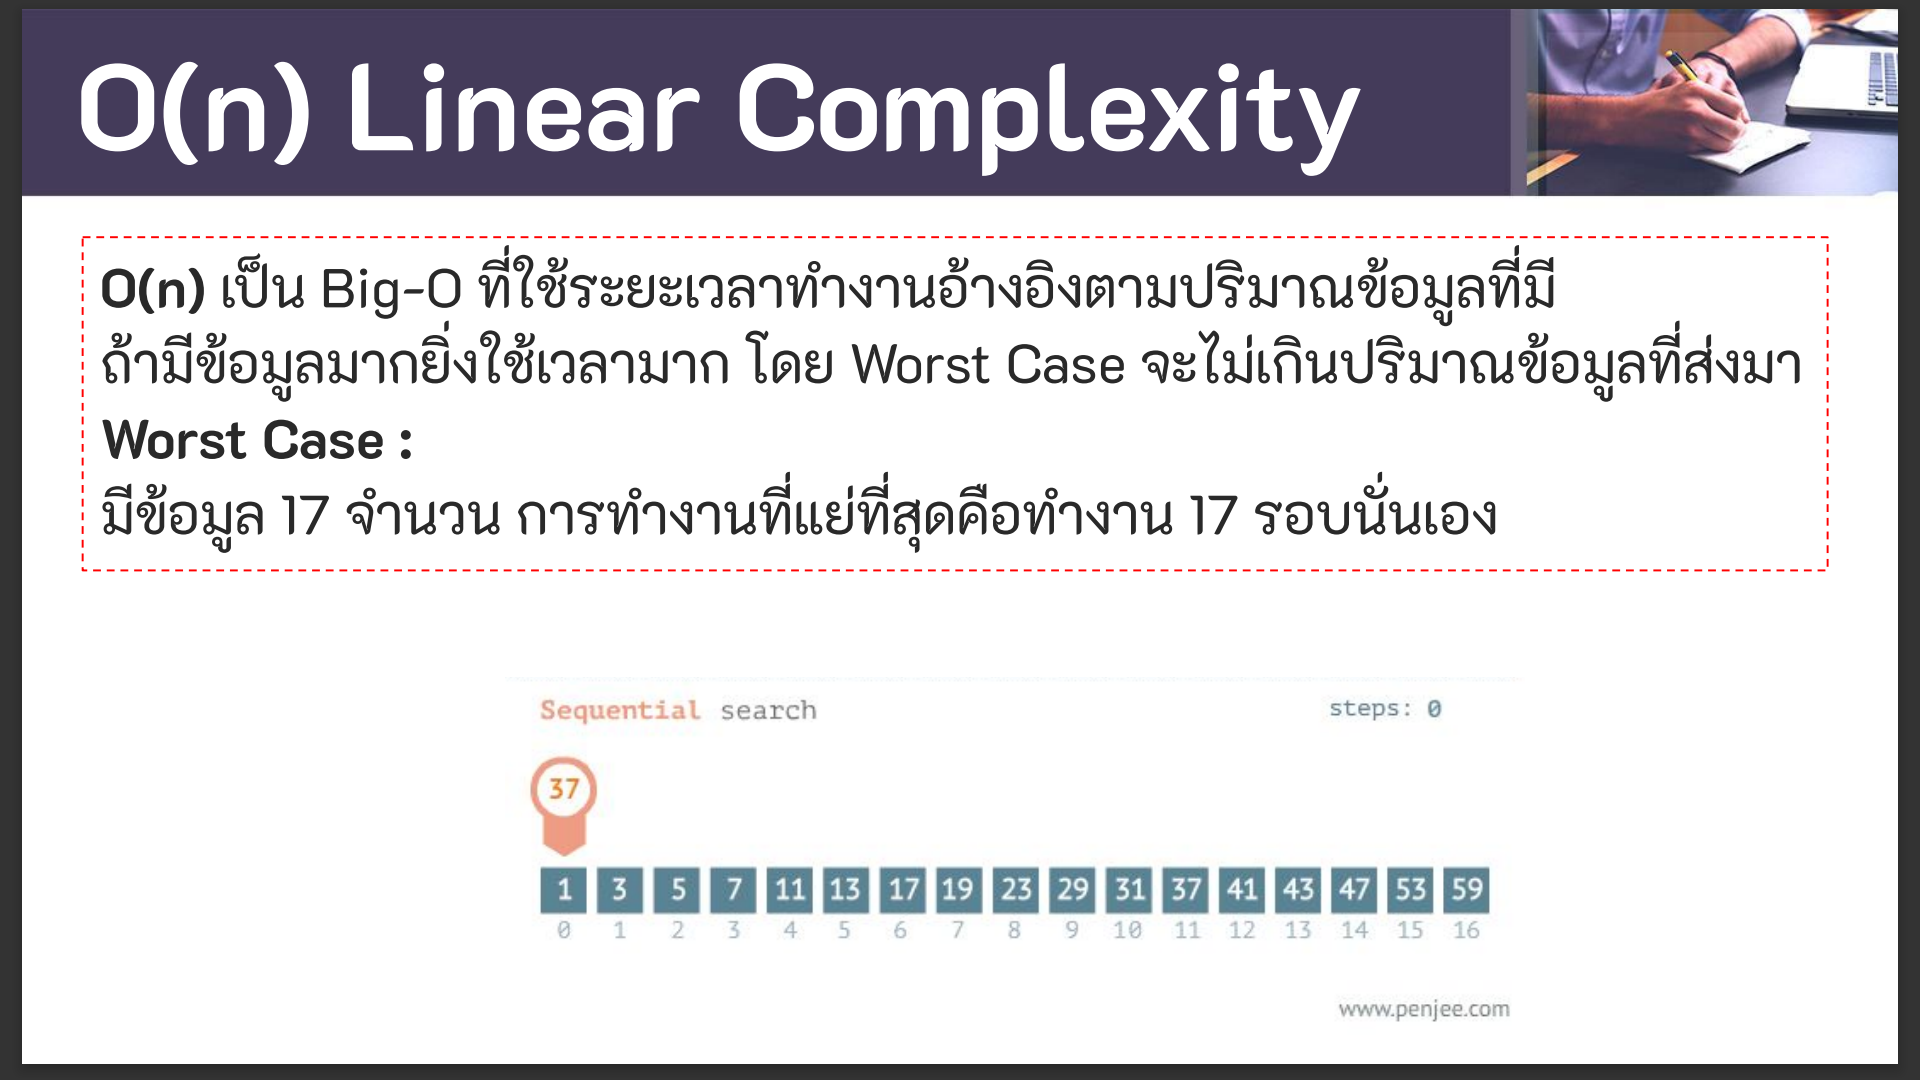 O(n) Linear Complexity
O(n) เป็น Big-O ที่ใช้ระยะเวลาทำงานอ้างอิงตามปริมาณข้อมูลที่มี
ถ้ามีข้อมูลมากยิ่งใช้เวลามาก โดย Worst Case จะไม่เกินปริมาณข้อมูลที่ส่งมา
Worst Case :
มีข้อมูล 17 จำนวน การทำงานที่แย่ที่สุดคือทำงาน 17 รอบนั่นเอง
Sequential search steps: 0
37
1 3 5 7 11 13 17 19 23 29 31 37 41 43 47 53 59
0 1 2 3 4 5 6 7 8 9 10 11 12 13 14 15 16
www.penjee.com